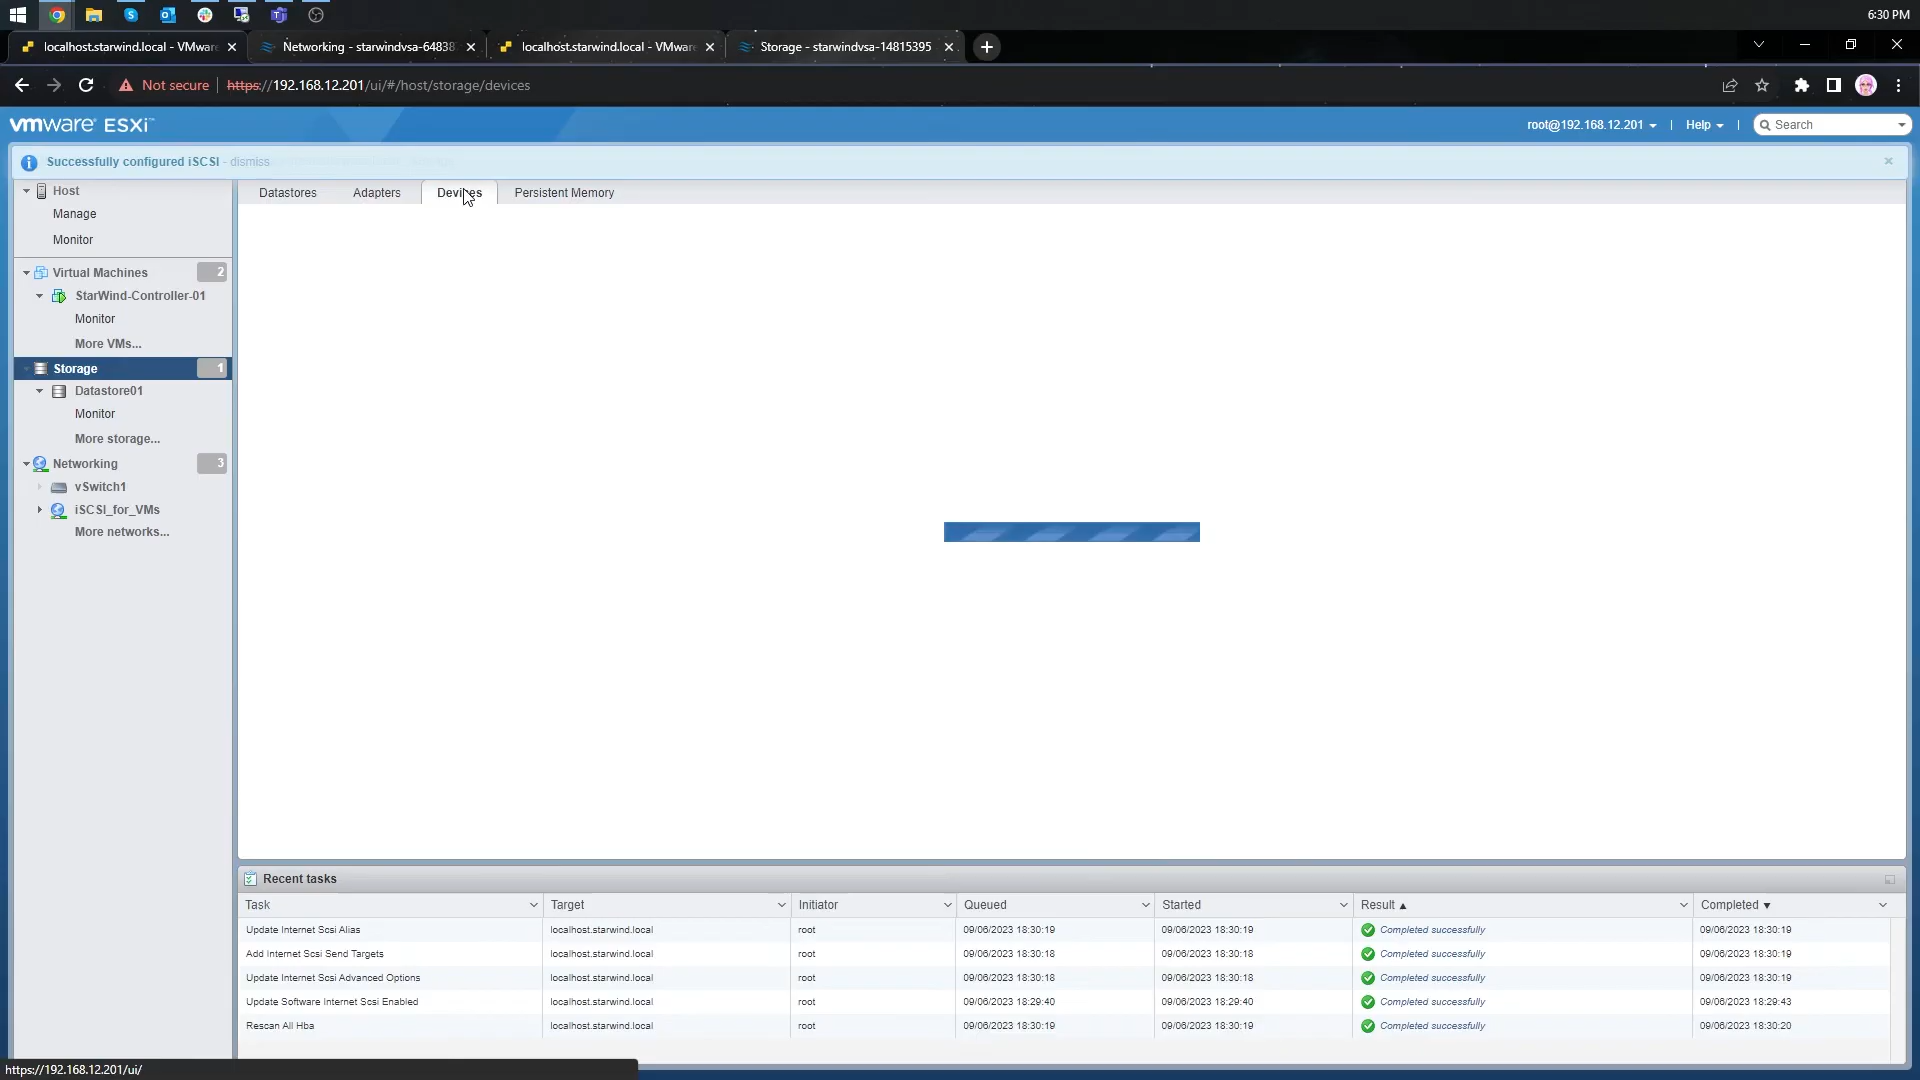 6:30 PM
localhost.starwind.local - VMwar
Networking - starwindvsa-64838
localhost.starwind.local - VMwar
Storage - starwindvsa-14815395
Not secure
https://192.168.12.201/ui/#/host/storage/devices
vmware ESXi™
root@192.168.12.201
Help
Search
Successfully configured iSCSI - dismiss
Host
Manage
Monitor
Virtual Machines 2
StarWind-Controller-01
Monitor
More VMs...
Storage 1
Datastore01
Monitor
More storage...
Networking 3
vSwitch1
iSCSI_for_VMs
More networks...
Datastores Adapters Devices Persistent Memory
Recent tasks
Task Target Initiator Queued Started Result Completed
Update Internet Scsi Alias localhost.starwind.local root 09/06/2023 18:30:19 09/06/2023 18:30:19 Completed successfully 09/06/2023 18:30:19
Add Internet Scsi Send Targets localhost.starwind.local root 09/06/2023 18:30:18 09/06/2023 18:30:18 Completed successfully 09/06/2023 18:30:19
Update Internet Scsi Advanced Options localhost.starwind.local root 09/06/2023 18:30:18 09/06/2023 18:30:18 Completed successfully 09/06/2023 18:30:19
Update Software Internet Scsi Enabled localhost.starwind.local root 09/06/2023 18:29:40 09/06/2023 18:29:40 Completed successfully 09/06/2023 18:29:43
Rescan All Hba localhost.starwind.local root 09/06/2023 18:30:19 09/06/2023 18:30:19 Completed successfully 09/06/2023 18:30:20
https://192.168.12.201/ui/